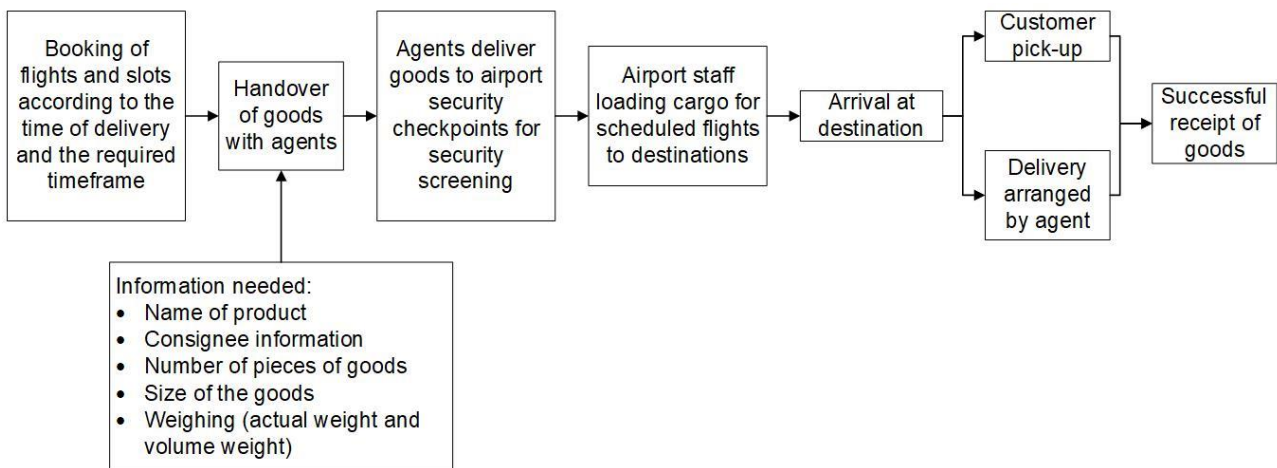 Booking of
flights and slots
according to the
time of delivery
and the required
timeframe
Handover
of goods
with agents
Agents deliver
goods to airport
security
checkpoints for
security
screening
Airport staff
loading cargo for
scheduled flights
to destinations
Arrival at
destination
Customer
pick-up
Delivery
arranged
by agent
Successful
receipt of
goods
Information needed:
• Name of product
• Consignee information
• Number of pieces of goods
• Size of the goods
• Weighing (actual weight and
volume weight)